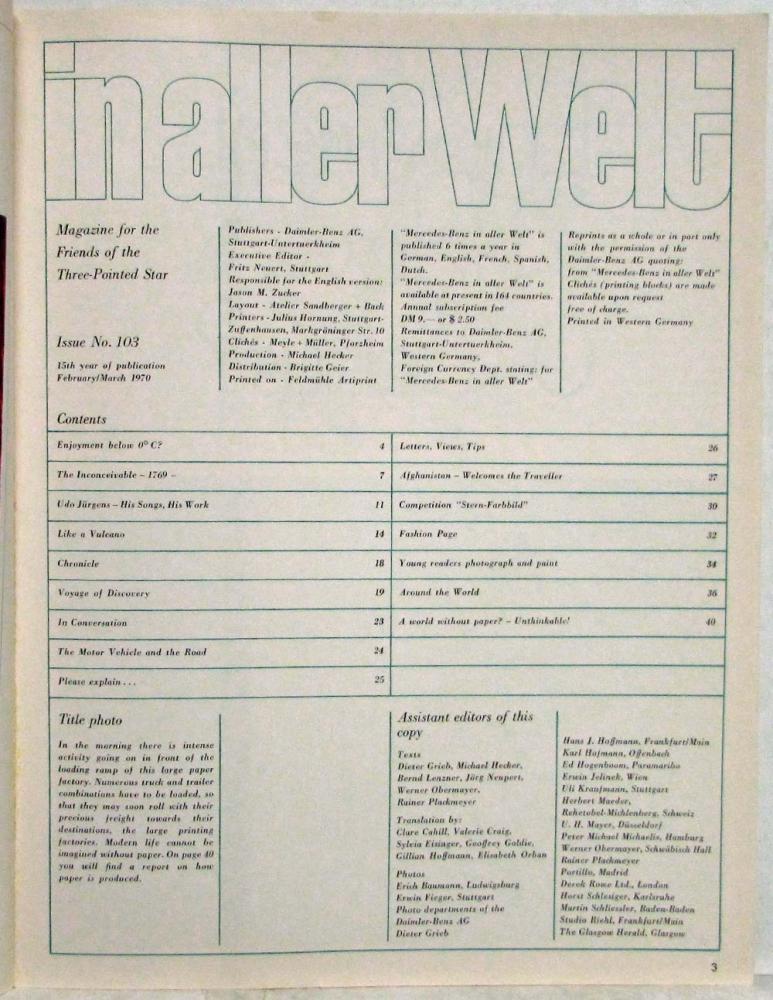 in aller Welt
Magazine for the
Friends of the
Three-Pointed Star
Issue No. 103
15th year of publication
February/March 1970
Publishers - Daimler-Benz AG,
Stuttgart-Untertuerkheim
Executive Editor -
Fritz Neuert, Stuttgart
Responsible for the English version:
Jason M. Zucker
Layout - Atelier Sandberger + Back
Printers - Julius Hornung, Stuttgart-
Zuffenhausen, Markgröninger Str. 10
Clichés - Meyle + Müller, Pforzheim
Production - Michael Hecker
Distribution - Brigitte Geier
Printed on - Feldmühle Artiprint
"Mercedes-Benz in aller Welt" is
published 6 times a year in
German, English, French, Spanish,
Dutch.
"Mercedes-Benz in aller Welt" is
available at present in 164 countries.
Annual subscription fee
DM 9,— or $ 2.50
Remittances to Daimler-Benz AG,
Stuttgart-Untertuerkheim,
Western Germany,
Foreign Currency Dept. stating: for
"Mercedes-Benz in aller Welt"
Reprints as a whole or in part only
with the permission of the
Daimler-Benz AG quoting:
from "Mercedes-Benz in aller Welt"
Clichés (printing blocks) are made
available upon request
free of charge.
Printed in Western Germany
Contents
Enjoyment below 0° C? 4
The Inconceivable – 1769 – 7
Udo Jürgens – His Songs, His Work 11
Like a Vulcano 14
Chronicle 18
Voyage of Discovery 19
In Conversation 23
The Motor Vehicle and the Road 24
Please explain . . . 25
Letters, Views, Tips 26
Afghanistan – Welcomes the Traveller 27
Competition "Stern-Farbbild" 30
Fashion Page 32
Young readers photograph and paint 34
Around the World 36
A world without paper? – Unthinkable! 40
Title photo
In the morning there is intense
activity going on in front of the
loading ramp of this large paper
factory. Numerous truck and trailer
combinations have to be loaded, so
that they may soon roll with their
precious freight towards their
destinations, the large printing
factories. Modern life cannot be
imagined without paper. On page 40
you will find a report on how
paper is produced.
Assistant editors of this
copy
Texts
Dieter Grieb, Michael Hecker,
Bernd Lenzner, Jörg Neupert,
Werner Obermayer,
Rainer Plackmeyer
Translation by:
Clare Cahill, Valerie Craig,
Sylvia Eisinger, Geoffrey Goldie,
Gillian Hoffmann, Elisabeth Orban
Photos
Erich Baumann, Ludwigsburg
Erwin Fieger, Stuttgart
Photo departments of the
Daimler-Benz AG
Dieter Grieb
Hans J. Hoffmann, Frankfurt/Main
Karl Hofmann, Offenbach
Ed Hogenboom, Paramaribo
Erwin Jelinek, Wien
Uli Kraufmann, Stuttgart
Herbert Maeder,
Rehetobel-Michlenberg, Schweiz
U. H. Mayer, Düsseldorf
Peter Michael Michaelis, Hamburg
Werner Obermayer, Schwäbisch Hall
Rainer Plackmeyer
Portillo, Madrid
Derek Rowe Ltd., London
Horst Schlesiger, Karlsruhe
Martin Schliessler, Baden-Baden
Studio Riehl, Frankfurt/Main
The Glasgow Herald, Glasgow
3